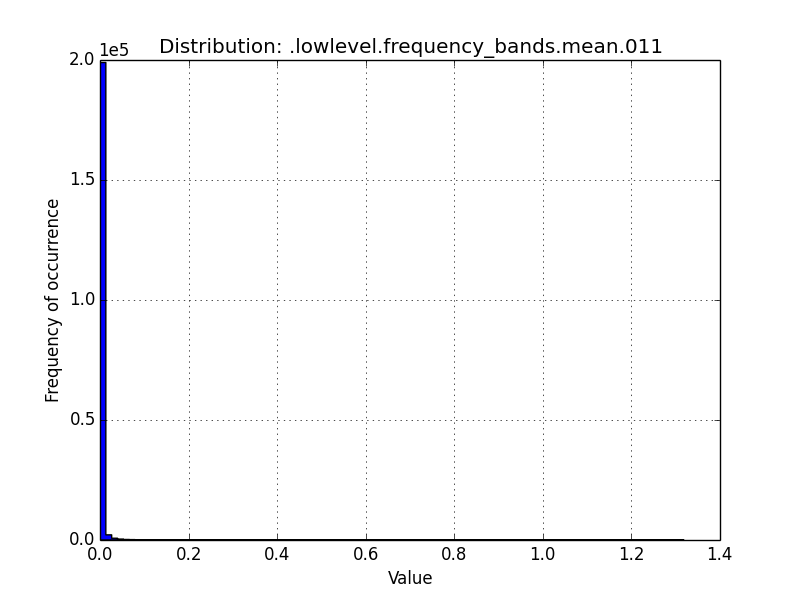 Distribution: .lowlevel.frequency_bands.mean.011
1e5
2.0
1.5
1.0
0.5
0.0
Frequency of occurrence
0.0 0.2 0.4 0.6 0.8 1.0 1.2 1.4
Value